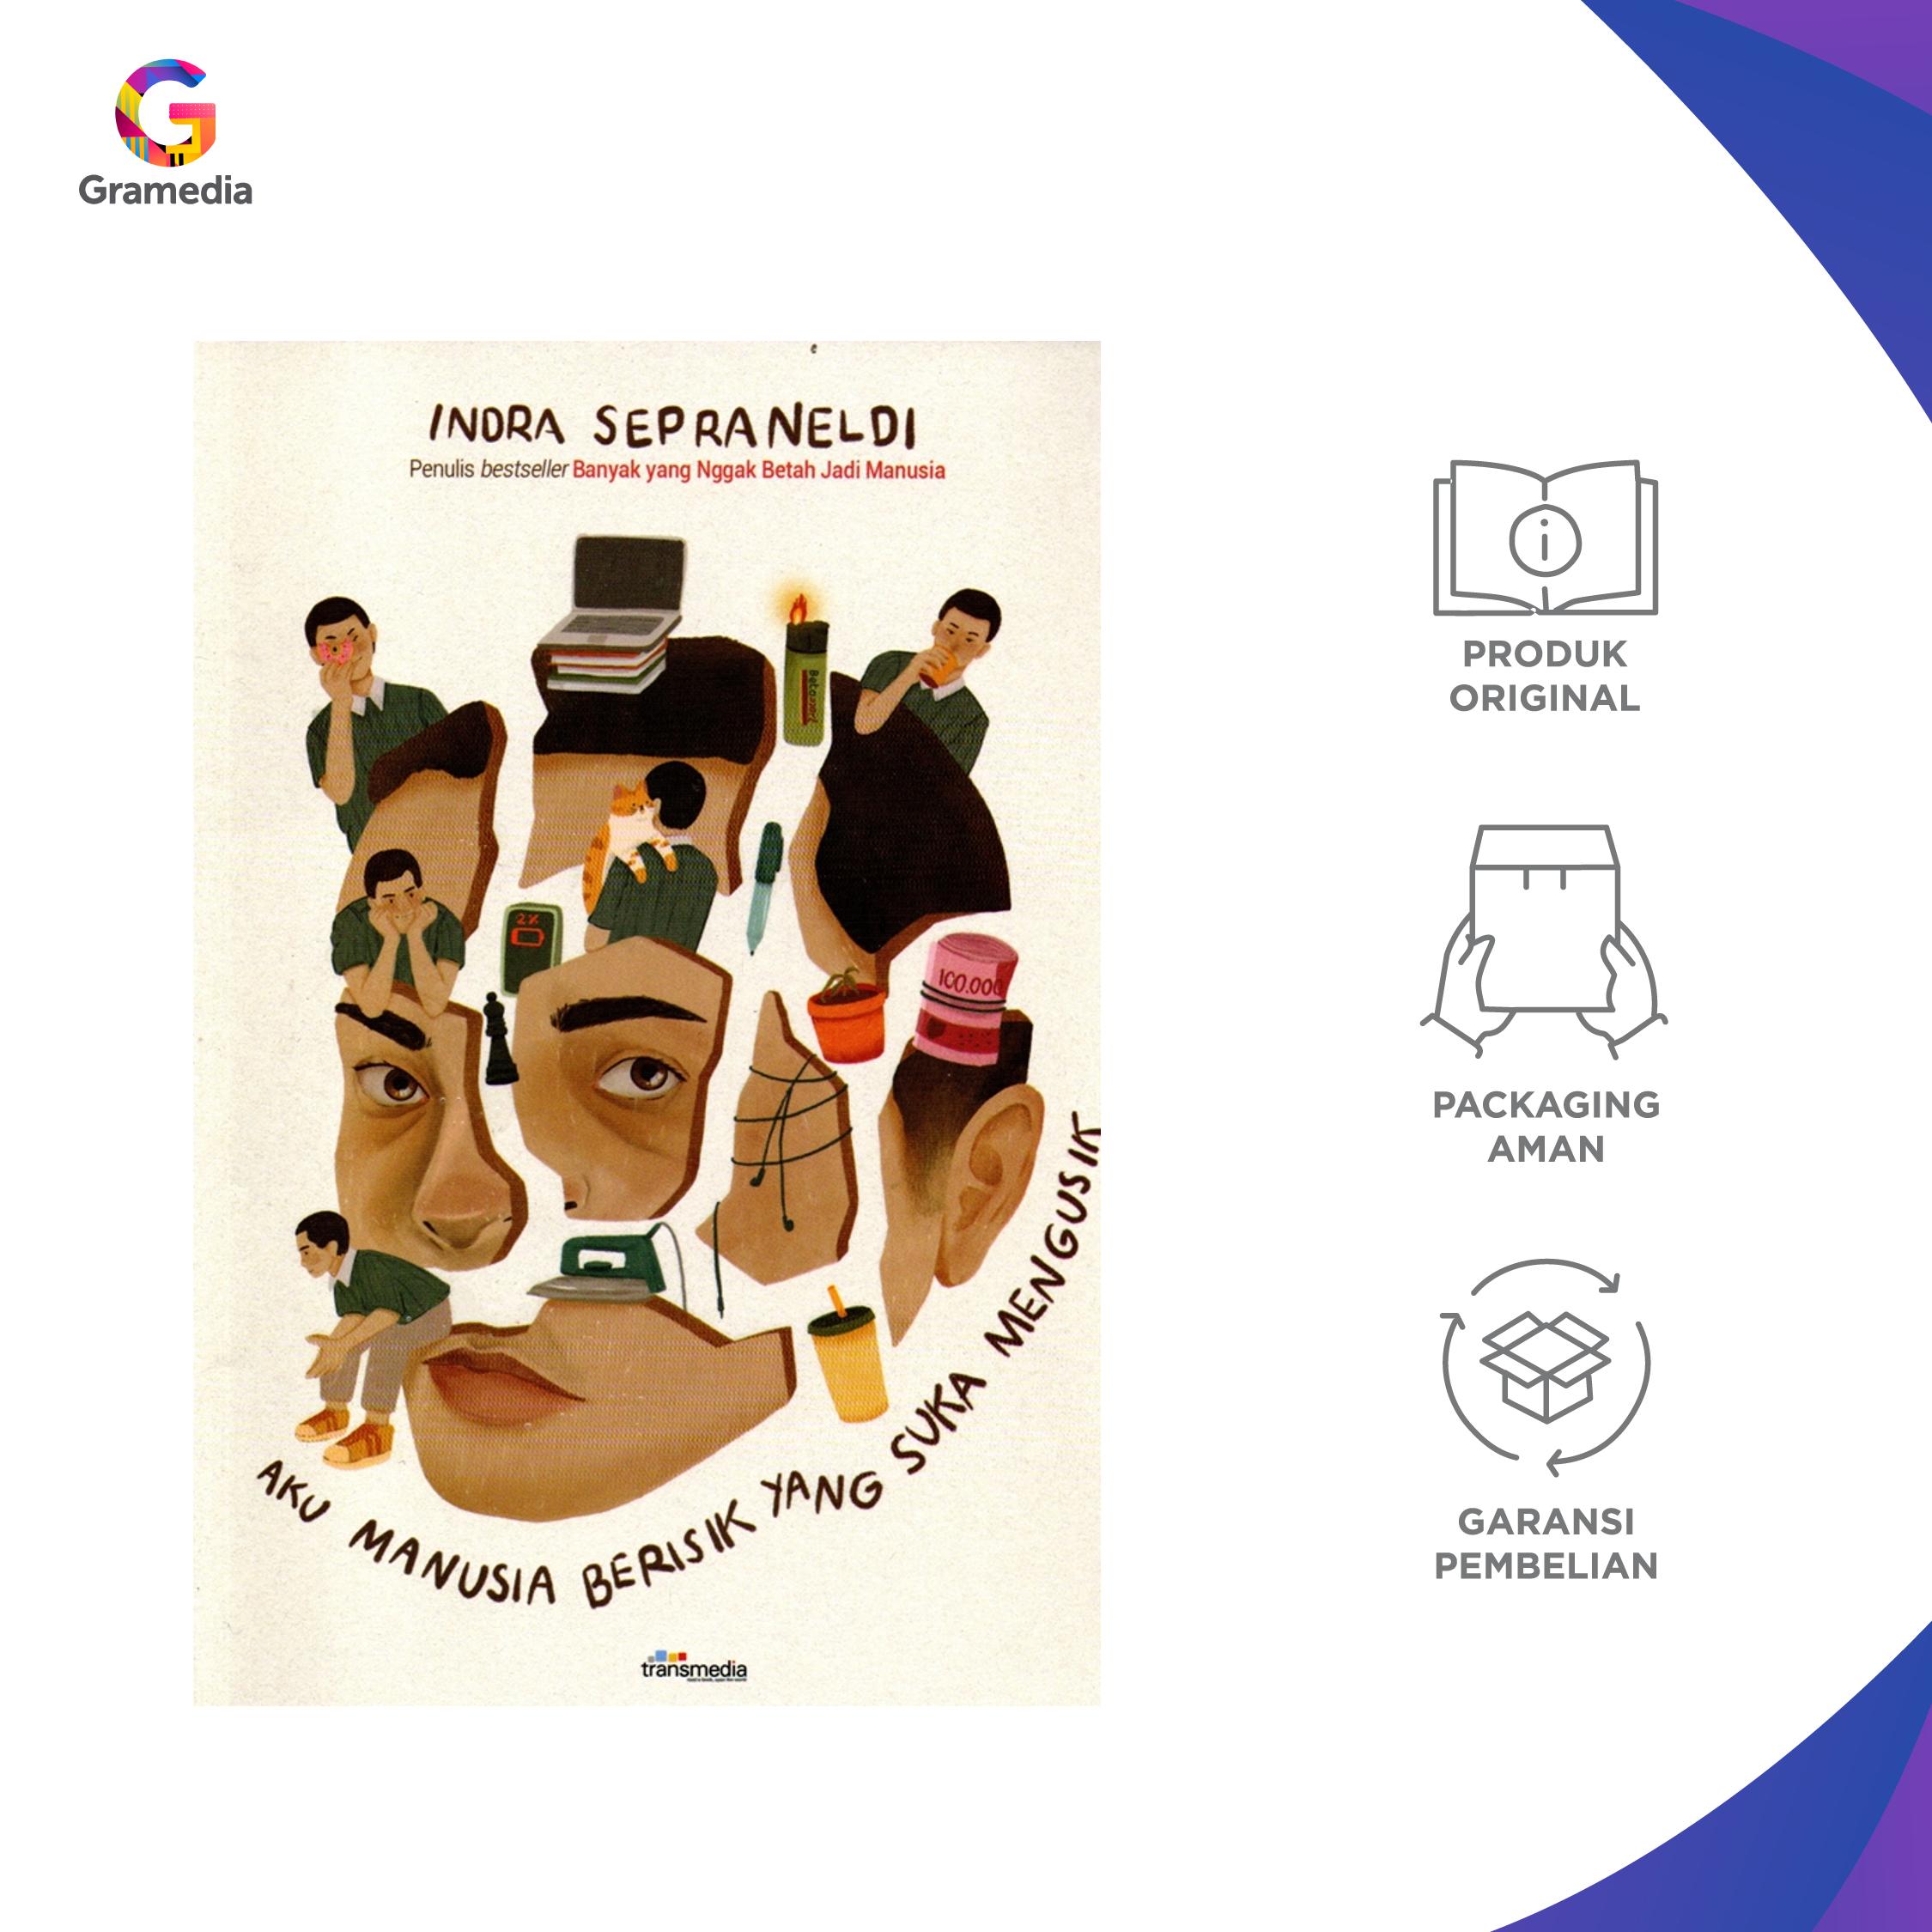 Gramedia
INDRA SEPRANELDI
Penulis bestseller Banyak yang Nggak Betah Jadi Manusia
2%
100.000
AKU MANUSIA BERISIK YANG SUKA MENGUSIK
transmedia
PRODUK
ORIGINAL
PACKAGING
AMAN
GARANSI
PEMBELIAN